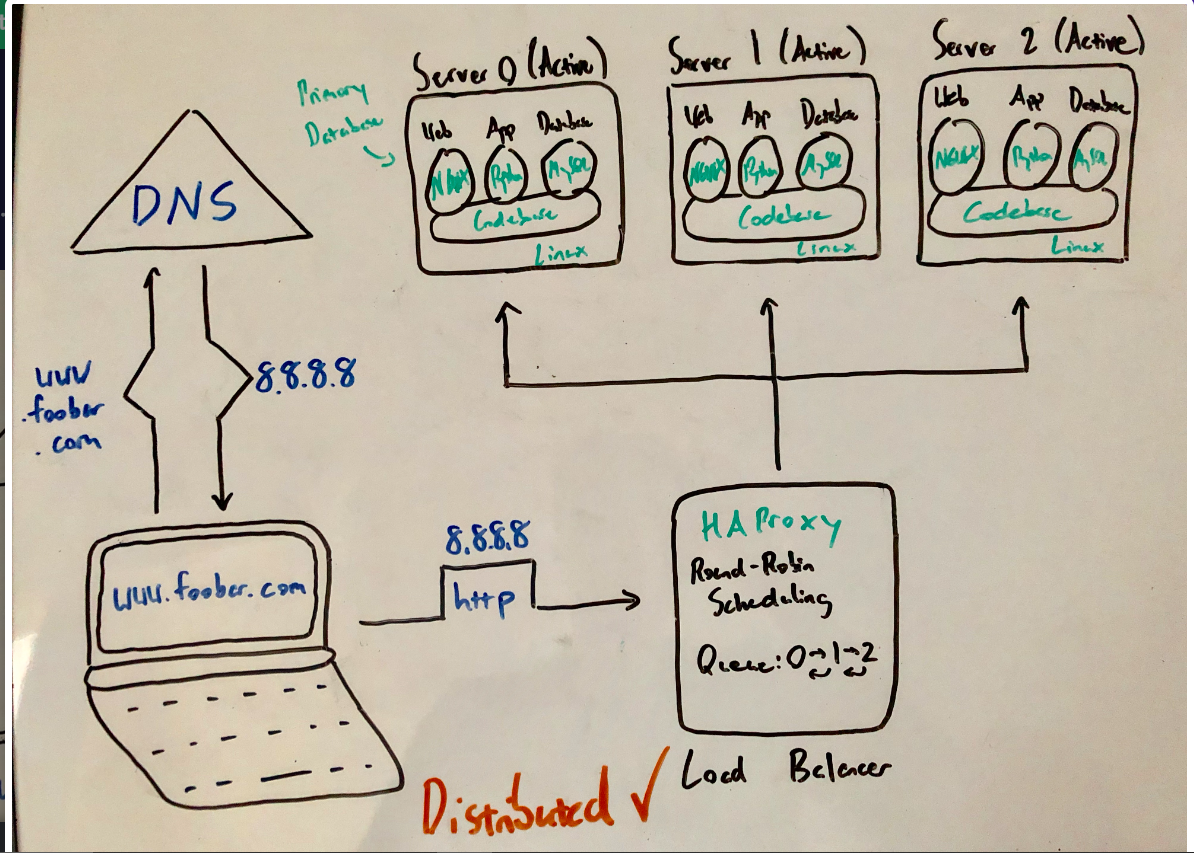 Server 0 (Active)
Server 1 (Active)
Server 2 (Active)
Primary
Database
Web App Database
NGINX Python MySQL
Codebase
Linux
Web App Database
NGINX Python MySQL
Codebase
Linux
Web App Database
NGINX Python MySQL
Codebase
Linux
DNS
www
.foobar
.com
8.8.8.8
www.foobar.com
8.8.8.8
http
HAProxy
Round-Robin
Scheduling
Queue: 0→1→2
Load Balancer
Distributed ✓